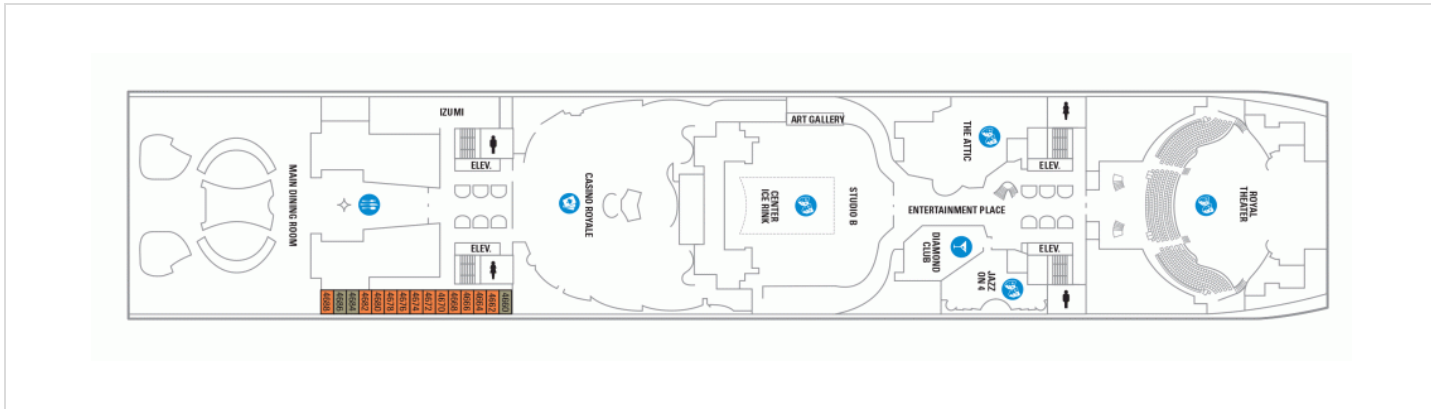 IZUMI
ART GALLERY
THE ATTIC
ELEV.
ELEV.
MAIN DINING ROOM
CASINO ROYALE
CENTER
ICE RINK
STUDIO B
ENTERTAINMENT PLACE
ROYAL
THEATER
ELEV.
DIAMOND
CLUB
ELEV.
JAZZ
ON 4
4688
4686
4684
4682
4680
4678
4676
4674
4672
4670
4668
4666
4664
4662
4660